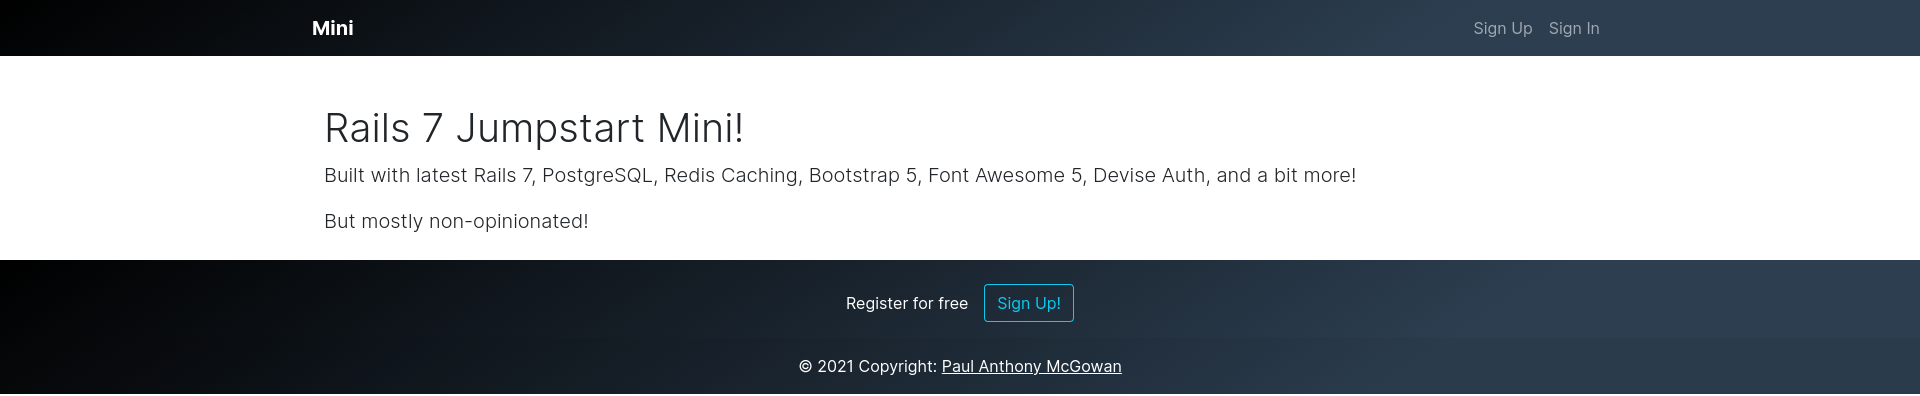 Mini
Sign Up
Sign In
Rails 7 Jumpstart Mini!
Built with latest Rails 7, PostgreSQL, Redis Caching, Bootstrap 5, Font Awesome 5, Devise Auth, and a bit more!
But mostly non-opinionated!
Register for free
Sign Up!
© 2021 Copyright: Paul Anthony McGowan